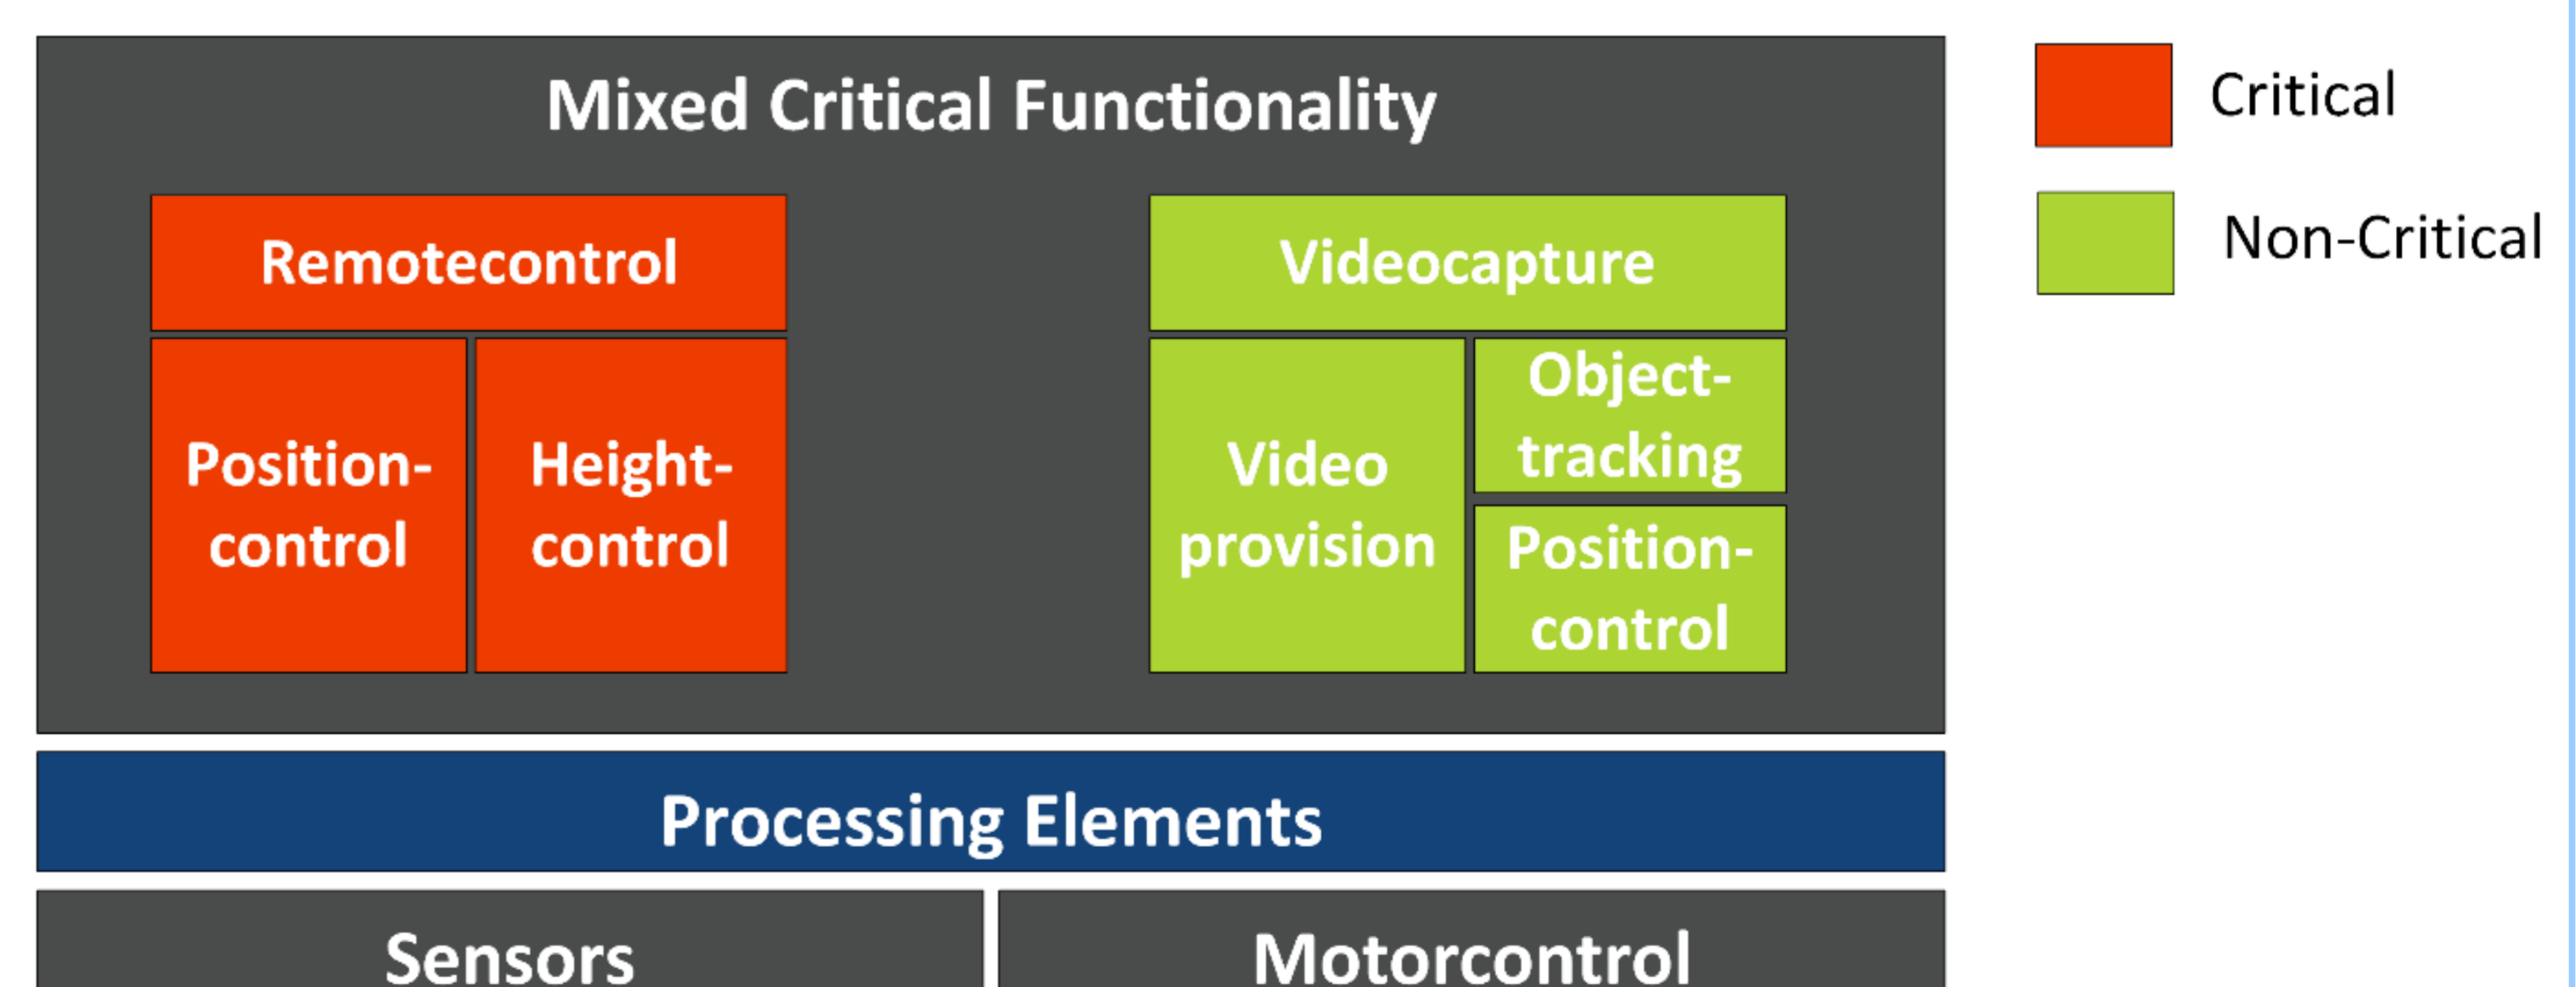 Mixed Critical Functionality
Critical
Non-Critical
Remotecontrol
Position-
control
Height-
control
Videocapture
Video
provision
Object-
tracking
Position-
control
Processing Elements
Sensors
Motorcontrol